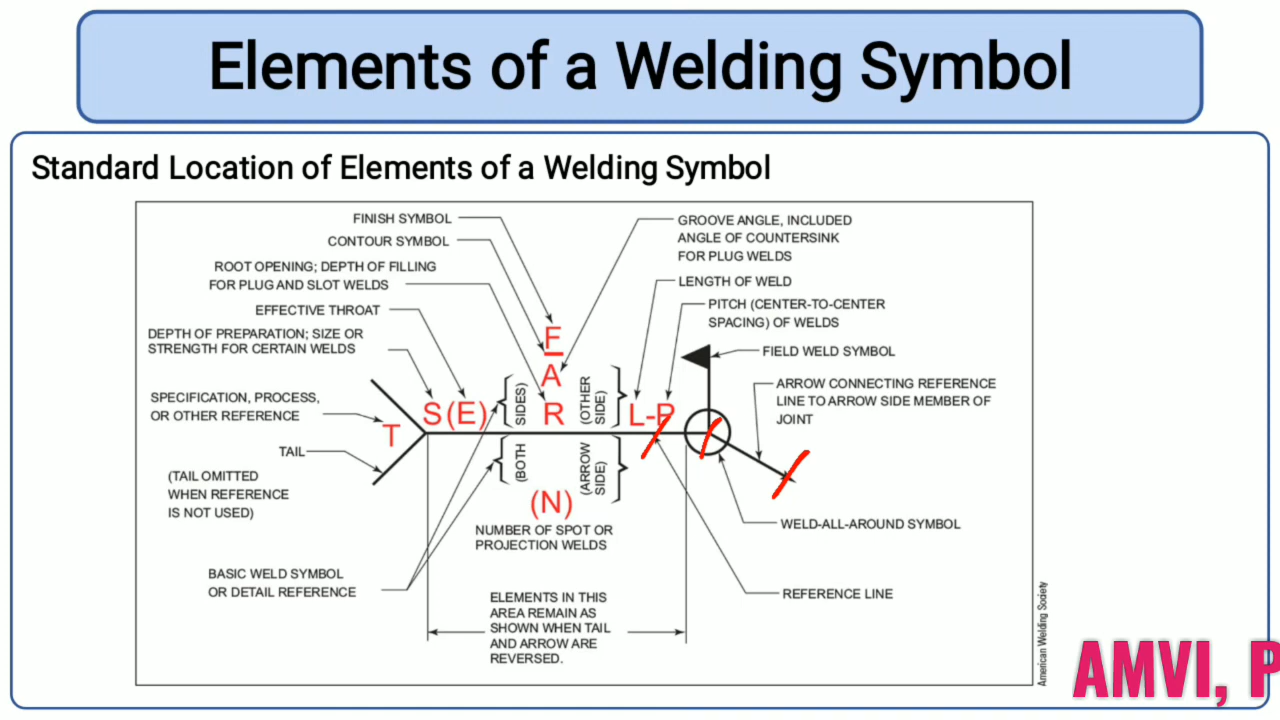 Elements of a Welding Symbol
Standard Location of Elements of a Welding Symbol
FINISH SYMBOL
CONTOUR SYMBOL
ROOT OPENING; DEPTH OF FILLING
FOR PLUG AND SLOT WELDS
EFFECTIVE THROAT
DEPTH OF PREPARATION; SIZE OR
STRENGTH FOR CERTAIN WELDS
SPECIFICATION, PROCESS,
OR OTHER REFERENCE
TAIL
(TAIL OMITTED
WHEN REFERENCE
IS NOT USED)
BASIC WELD SYMBOL
OR DETAIL REFERENCE
T
S(E)
F
A
R
(BOTH
SIDES)
(OTHER
SIDE)
(ARROW
SIDE)
L-P
(N)
NUMBER OF SPOT OR
PROJECTION WELDS
ELEMENTS IN THIS
AREA REMAIN AS
SHOWN WHEN TAIL
AND ARROW ARE
REVERSED.
GROOVE ANGLE, INCLUDED
ANGLE OF COUNTERSINK
FOR PLUG WELDS
LENGTH OF WELD
PITCH (CENTER-TO-CENTER
SPACING) OF WELDS
FIELD WELD SYMBOL
ARROW CONNECTING REFERENCE
LINE TO ARROW SIDE MEMBER OF
JOINT
WELD-ALL-AROUND SYMBOL
REFERENCE LINE
American Welding Society
AMVI, P